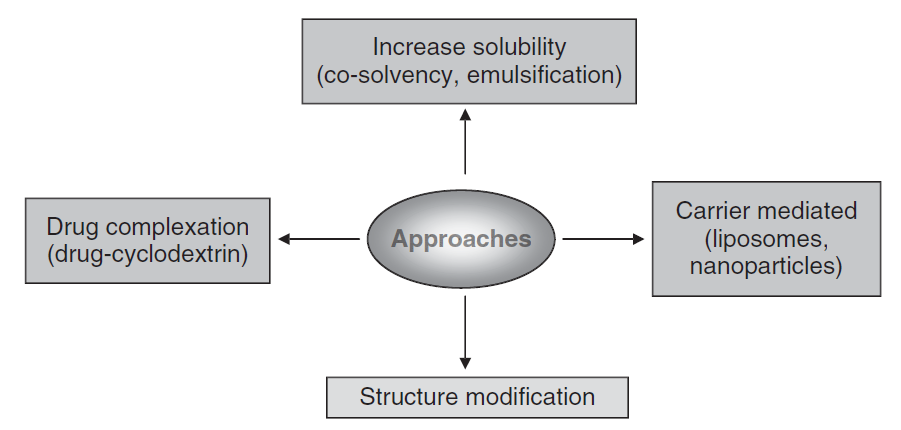 Increase solubility
(co-solvency, emulsification)
Drug complexation
(drug-cyclodextrin)
Approaches
Carrier mediated
(liposomes,
nanoparticles)
Structure modification